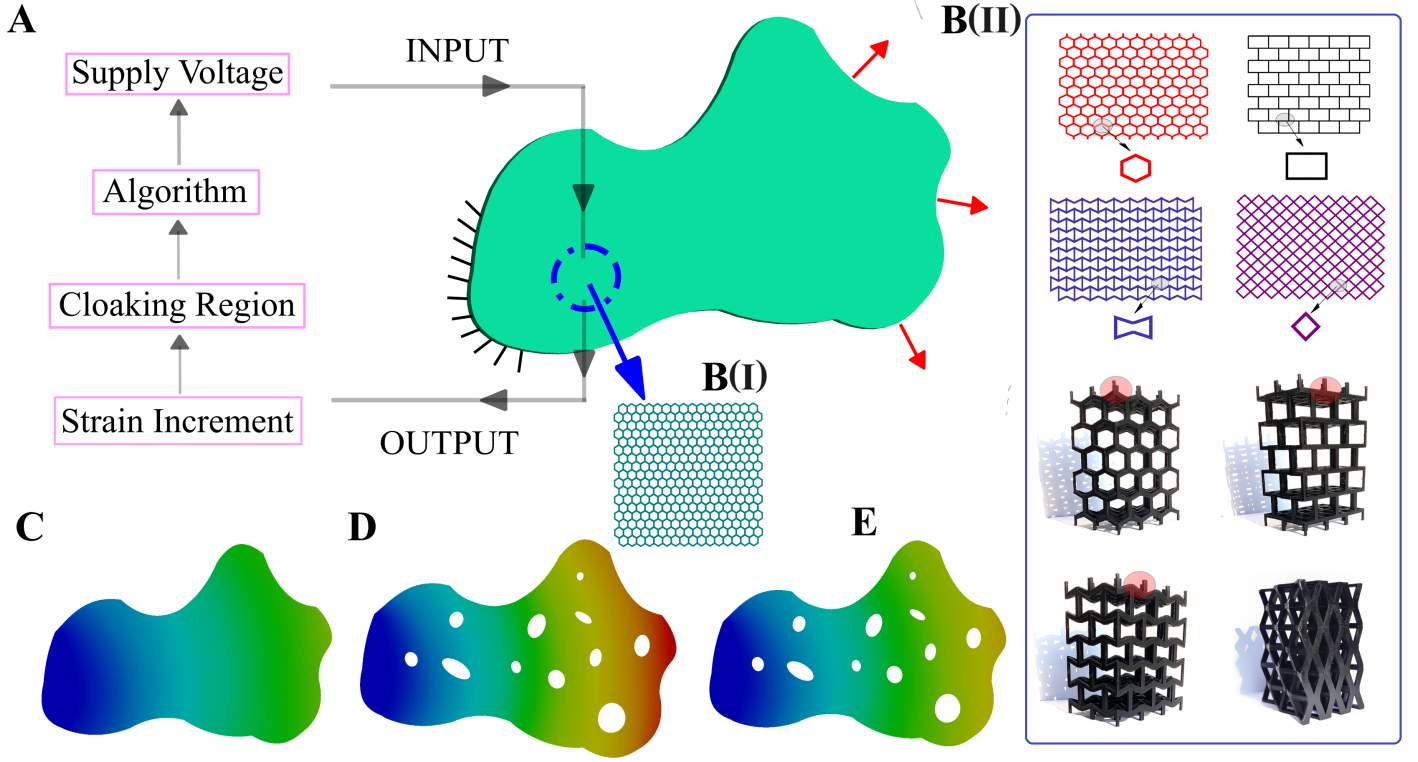 A
INPUT
B(II)
Supply Voltage
Algorithm
Cloaking Region
Strain Increment
OUTPUT
B(I)
C
D
E